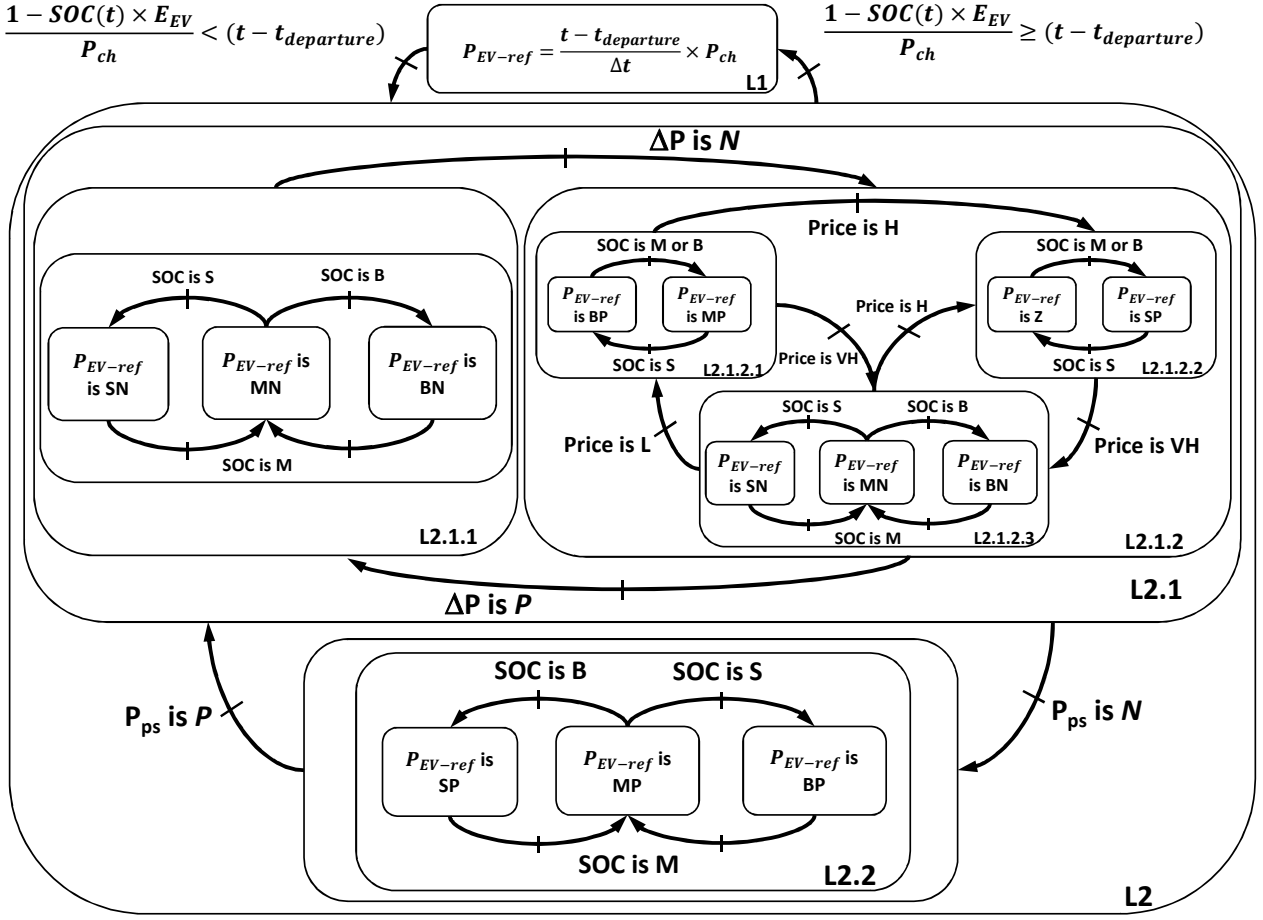 1 − SOC(t) × E_EV / P_ch < (t − t_departure)
P_EV−ref = (t − t_departure) / Δt × P_ch
L1
1 − SOC(t) × E_EV / P_ch ≥ (t − t_departure)
ΔP is N
SOC is S
SOC is B
P_EV−ref is SN
P_EV−ref is
MN
P_EV−ref is
BN
SOC is M
L2.1.1
Price is H
SOC is M or B
P_EV−ref
is BP
P_EV−ref
is MP
SOC is S
L2.1.2.1
Price is VH
Price is H
SOC is M or B
P_EV−ref
is Z
P_EV−ref
is SP
SOC is S
L2.1.2.2
Price is L
Price is VH
SOC is S
SOC is B
P_EV−ref
is SN
P_EV−ref
is MN
P_EV−ref
is BN
SOC is M
L2.1.2.3
L2.1.2
ΔP is P
L2.1
P_ps is P
P_ps is N
SOC is B
SOC is S
P_EV−ref is
SP
P_EV−ref is
MP
P_EV−ref is
BP
SOC is M
L2.2
L2